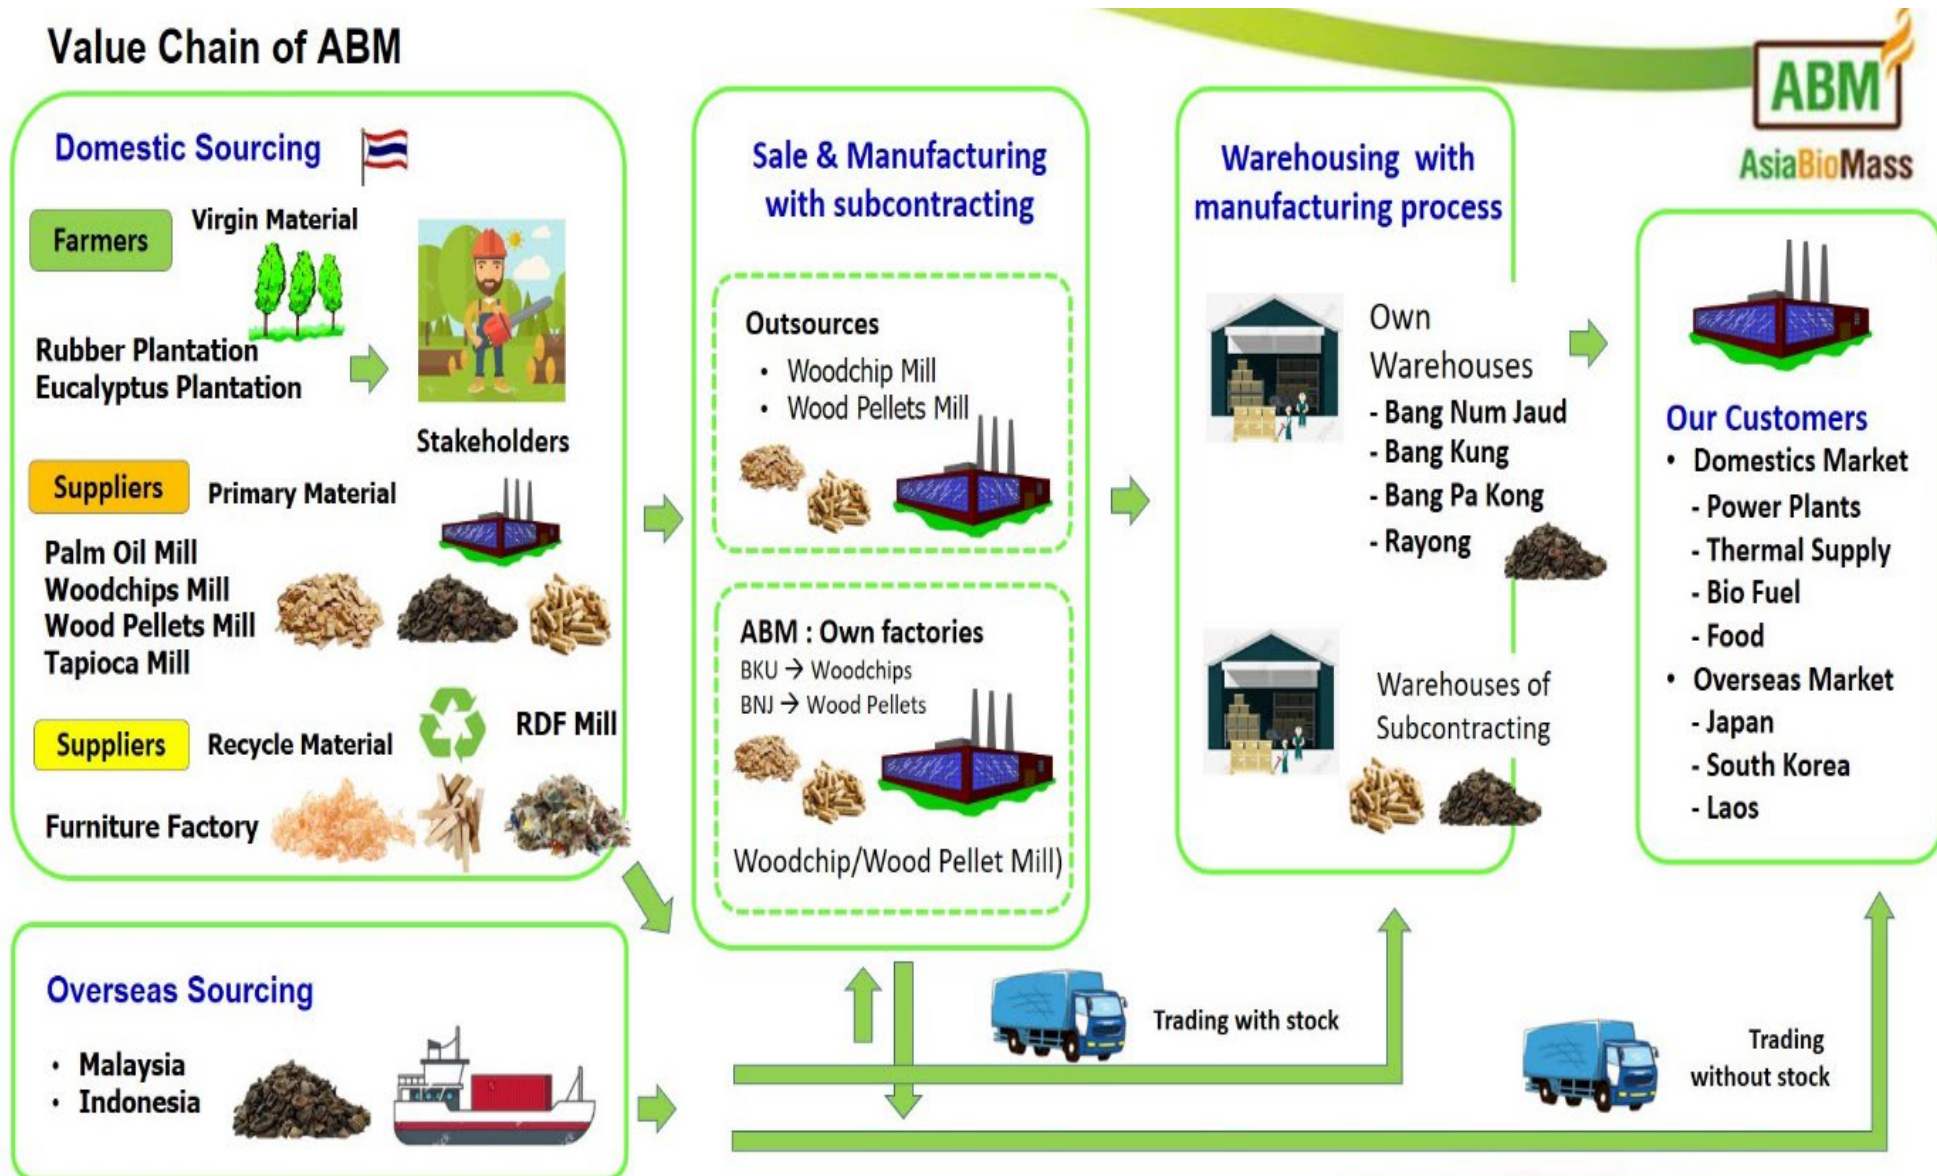 Value Chain of ABM
ABM
AsiaBioMass
Domestic Sourcing
Farmers
Virgin Material
Rubber Plantation
Eucalyptus Plantation
Stakeholders
Suppliers
Primary Material
Palm Oil Mill
Woodchips Mill
Wood Pellets Mill
Tapioca Mill
Suppliers
Recycle Material
RDF Mill
Furniture Factory
Overseas Sourcing
• Malaysia
• Indonesia
Sale & Manufacturing
with subcontracting
Outsources
• Woodchip Mill
• Wood Pellets Mill
ABM : Own factories
BKU → Woodchips
BNJ → Wood Pellets
Woodchip/Wood Pellet Mill)
Warehousing with
manufacturing process
Own
Warehouses
- Bang Num Jaud
- Bang Kung
- Bang Pa Kong
- Rayong
Warehouses of
Subcontracting
Our Customers
• Domestics Market
- Power Plants
- Thermal Supply
- Bio Fuel
- Food
• Overseas Market
- Japan
- South Korea
- Laos
Trading with stock
Trading
without stock